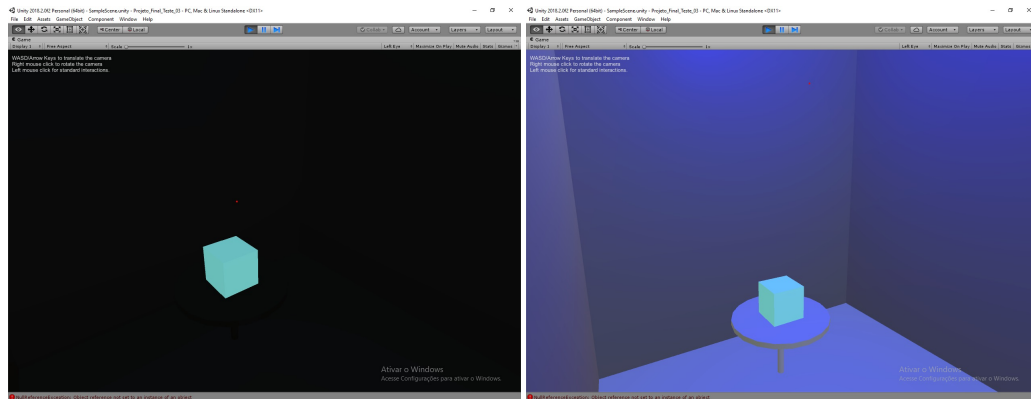 Unity 2018.2.0f2 Personal (64bit) - SampleScene.unity - Projeto_Final_Teste_03 - PC, Mac & Linux Standalone <DX11>
File Edit Assets GameObject Component Window Help
Center Local Collab Account Layers Layout
Game
Display 1 Free Aspect Scale 1x Left Eye Maximize On Play Mute Audio Stats Gizmos
WASD/Arrow Keys to translate the camera
Right mouse click to rotate the camera
Left mouse click for standard interactions.
Ativar o Windows
Acesse Configurações para ativar o Windows.
NullReferenceException: Object reference not set to an instance of an object
Unity 2018.2.0f2 Personal (64bit) - SampleScene.unity - Projeto_Final_Teste_03 - PC, Mac & Linux Standalone <DX11>
File Edit Assets GameObject Component Window Help
Center Local Collab Account Layers Layout
Game
Display 1 Free Aspect Scale 1x Left Eye Maximize On Play Mute Audio Stats Gizmos
WASD/Arrow Keys to translate the camera
Right mouse click to rotate the camera
Left mouse click for standard interactions.
Ativar o Windows
Acesse Configurações para ativar o Windows.
NullReferenceException: Object reference not set to an instance of an object